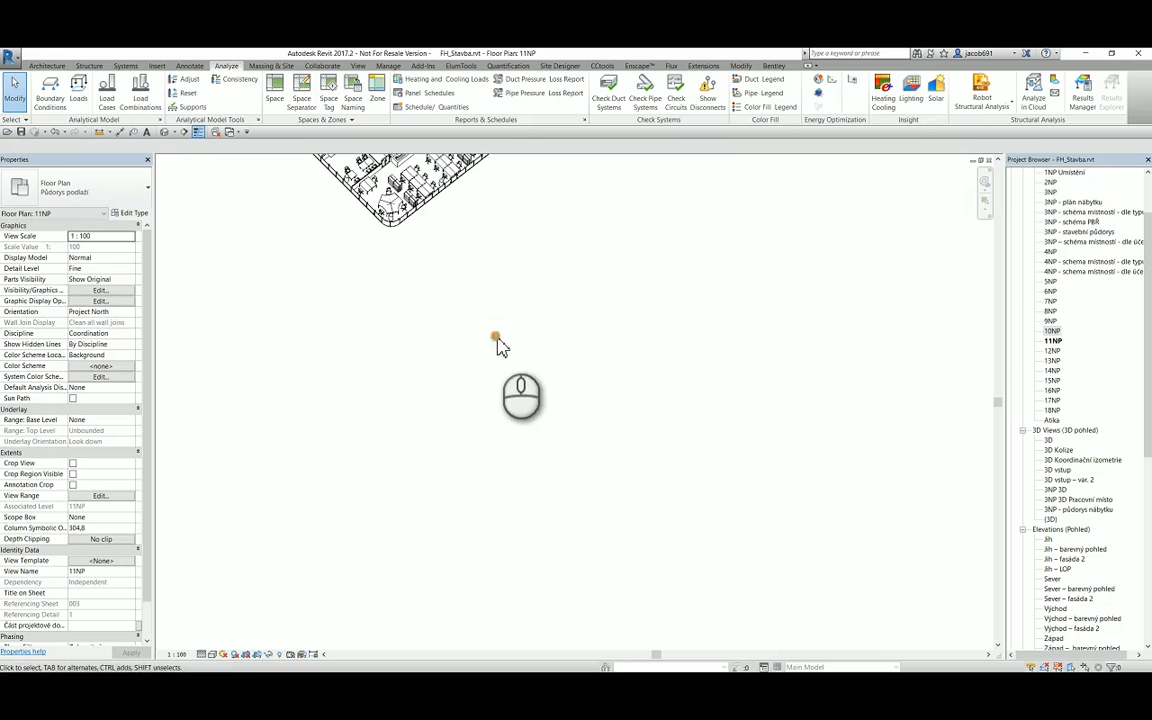 Autodesk Revit 2017.2 - Not For Resale Version - FH_Stavba.rvt - Floor Plan: 11NP
Type a keyword or phrase
jacob691
Architecture Structure Systems Insert Annotate Analyze Massing & Site Collaborate View Manage Add-Ins ElumTools Quantification Site Designer CCtools Enscape™ Flux Extensions Modify Bentley
Modify
Boundary Conditions
Loads
Load Cases
Load Combinations
Adjust
Reset
Supports
Consistency
Space
Space Separator
Space Tag
Space Naming
Zone
Heating and Cooling Loads
Panel Schedules
Schedule/ Quantities
Duct Pressure Loss Report
Pipe Pressure Loss Report
Check Duct Systems
Check Pipe Systems
Check Circuits
Show Disconnects
Duct Legend
Pipe Legend
Color Fill Legend
Heating Cooling
Lighting
Solar
Robot Structural Analysis
Analyze in Cloud
Results Manager
Results Explorer
Select
Analytical Model
Analytical Model Tools
Spaces & Zones
Reports & Schedules
Check Systems
Color Fill
Energy Optimization
Insight
Structural Analysis
Properties
Floor Plan
Půdorys podlaží
Floor Plan: 11NP
Edit Type
Graphics
View Scale 1 : 100
Scale Value 1: 100
Display Model Normal
Detail Level Fine
Parts Visibility Show Original
Visibility/Graphics ... Edit...
Graphic Display Op... Edit...
Orientation Project North
Wall Join Display Clean all wall joins
Discipline Coordination
Show Hidden Lines By Discipline
Color Scheme Loca... Background
Color Scheme <none>
System Color Sche... Edit...
Default Analysis Dis... None
Sun Path
Underlay
Range: Base Level None
Range: Top Level Unbounded
Underlay Orientation Look down
Extents
Crop View
Crop Region Visible
Annotation Crop
View Range Edit...
Associated Level 11NP
Scope Box None
Column Symbolic O... 304,8
Depth Clipping No clip
Identity Data
View Template <None>
View Name 11NP
Dependency Independent
Title on Sheet
Referencing Sheet 003
Referencing Detail 1
Část projektové do...
Phasing
Properties help
Apply
Project Browser - FH_Stavba.rvt
1NP Umístění
2NP
3NP
3NP - plán nábytku
3NP - schéma místností - dle typ
3NP - schéma PBŘ
3NP - stavební půdorys
3NP – schéma místností - dle úče
4NP
4NP - schema místností - dle typ
4NP - schema místností - dle úče
5NP
6NP
7NP
8NP
9NP
10NP
11NP
12NP
13NP
14NP
15NP
16NP
17NP
18NP
Atika
3D Views (3D pohled)
3D
3D Kolize
3D Koordinační izometrie
3D vstup
3D vstup – var. 2
3NP 3D
3NP 3D Pracovní místo
3NP - půdorys nábytku
{3D}
Elevations (Pohled)
Jih
Jih – barevný pohled
Jih – fasáda 2
Jih – LOP
Sever
Sever – barevný pohled
Sever – fasáda 2
Východ
Východ – barevný pohled
Východ – fasáda 2
Západ
Západ – barevný pohled
1 : 100
Click to select, TAB for alternates, CTRL adds, SHIFT unselects.
:0
Main Model
:0